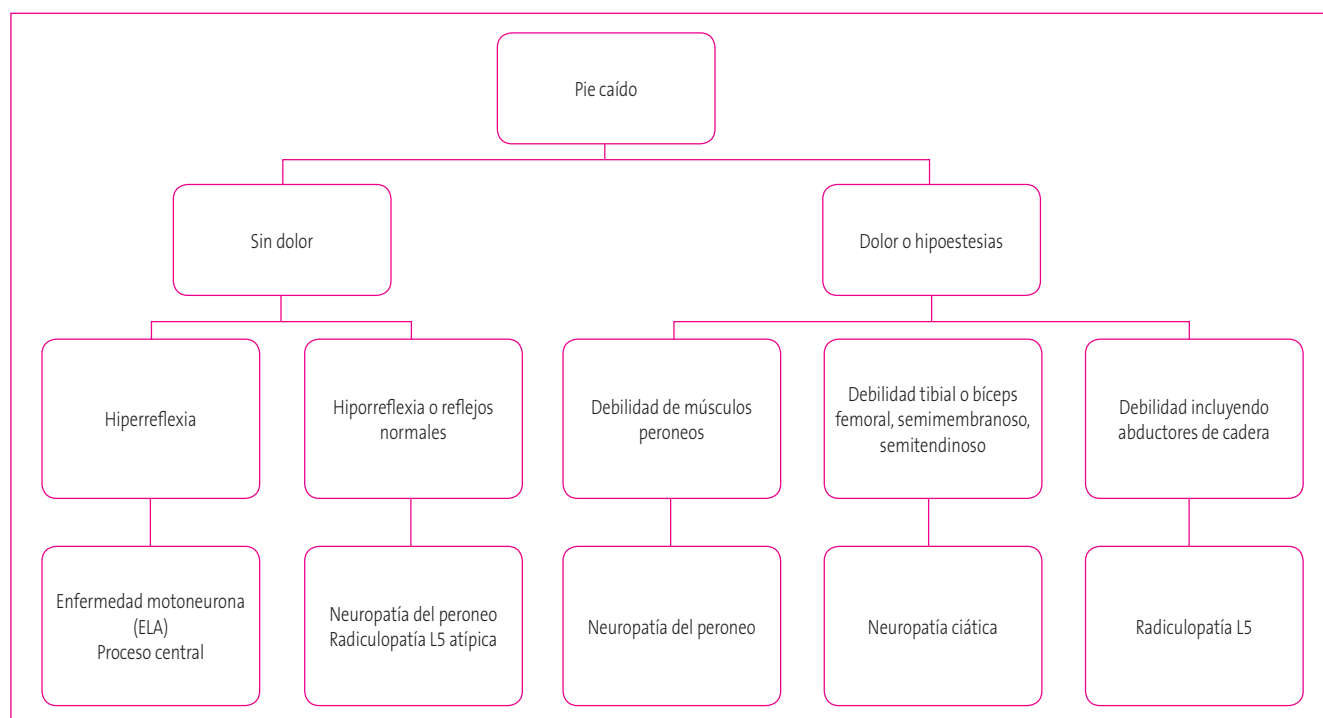 Pie caído
Sin dolor
Dolor o hipoestesias
Hiperreflexia
Hiporreflexia o reflejos
normales
Debilidad de músculos
peroneos
Debilidad tibial o bíceps
femoral, semimembranoso,
semitendinoso
Debilidad incluyendo
abductores de cadera
Enfermedad motoneurona
(ELA)
Proceso central
Neuropatía del peroneo
Radiculopatía L5 atípica
Neuropatía del peroneo
Neuropatía ciática
Radiculopatía L5